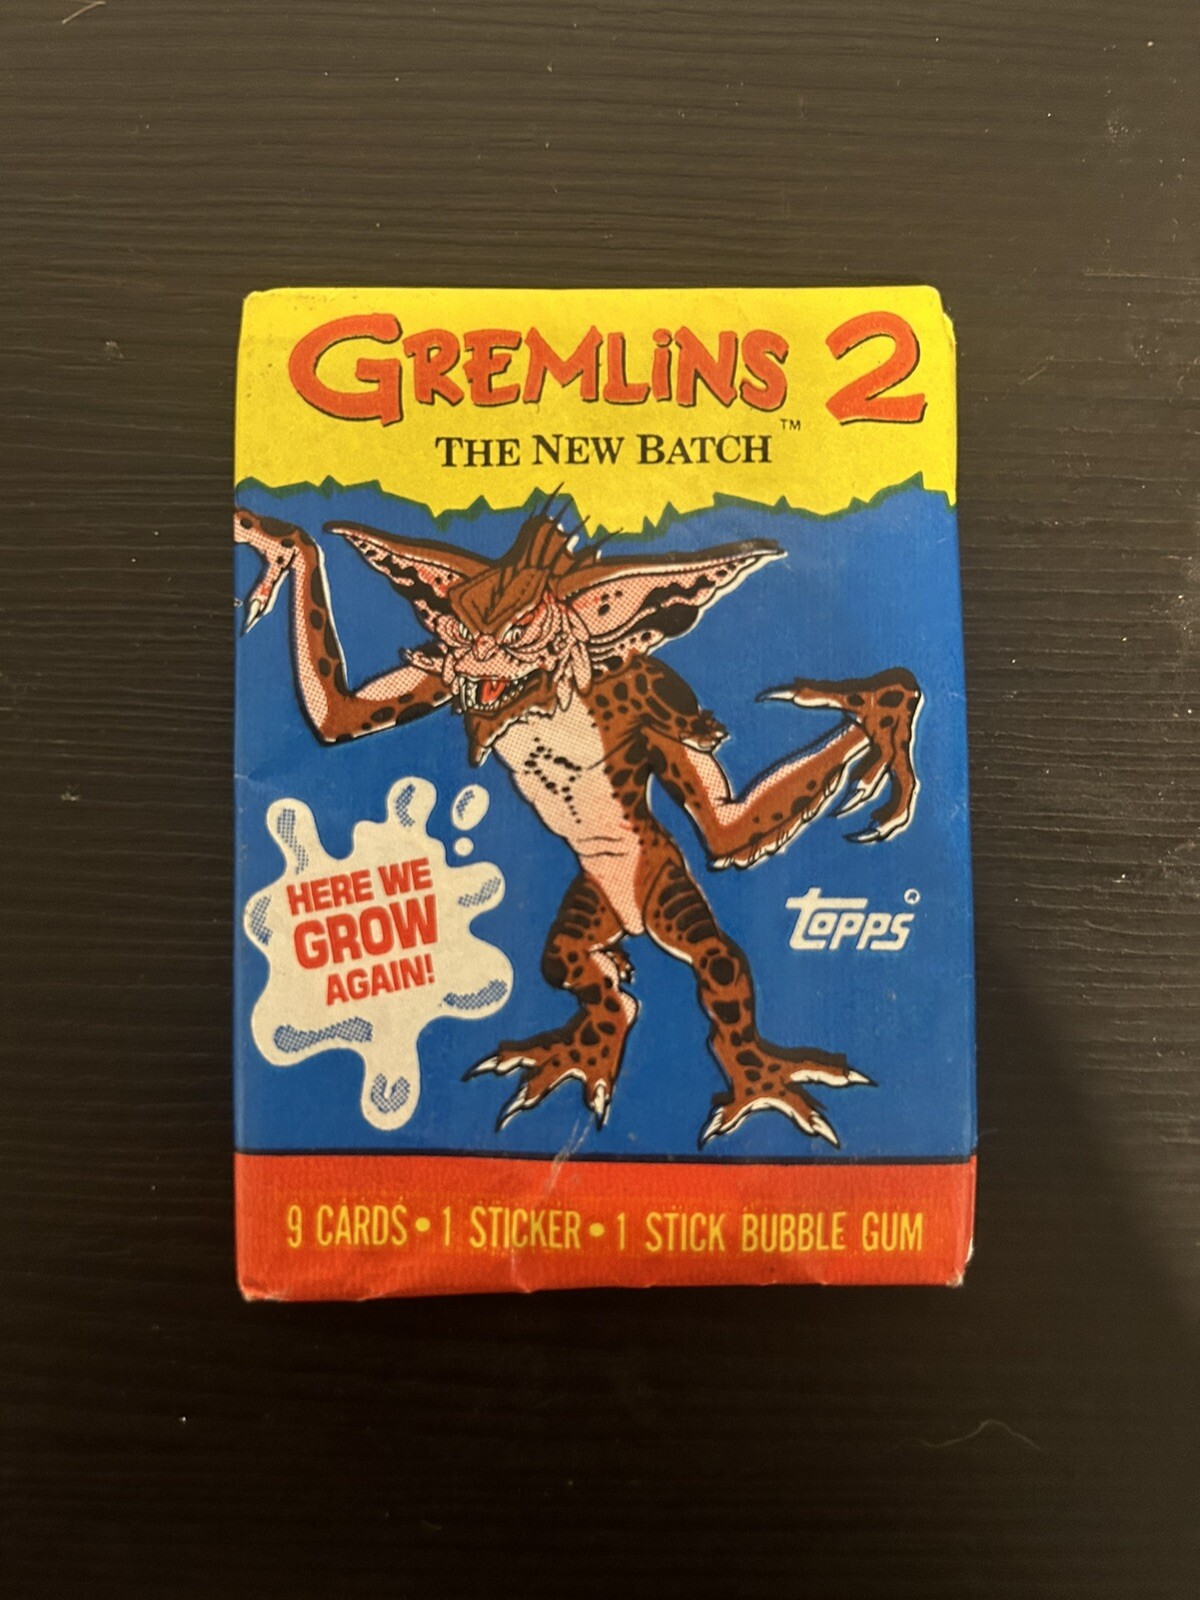 GREMLiNS 2
THE NEW BATCH™
HERE WE
GROW
AGAIN!
topps®
9 CARDS • 1 STICKER • 1 STICK BUBBLE GUM